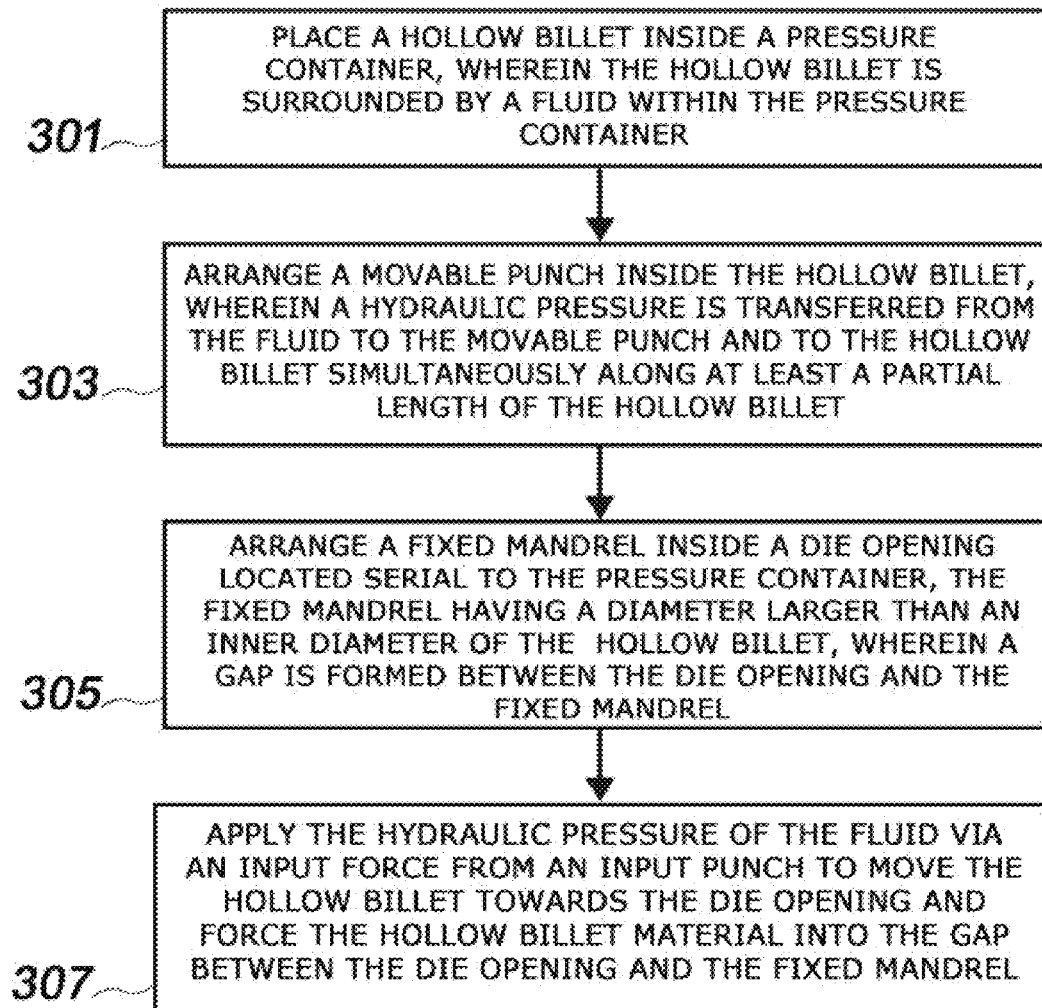 PLACE A HOLLOW BILLET INSIDE A PRESSURE
CONTAINER, WHEREIN THE HOLLOW BILLET IS
SURROUNDED BY A FLUID WITHIN THE PRESSURE
CONTAINER
301
ARRANGE A MOVABLE PUNCH INSIDE THE HOLLOW BILLET,
WHEREIN A HYDRAULIC PRESSURE IS TRANSFERRED FROM
THE FLUID TO THE MOVABLE PUNCH AND TO THE HOLLOW
BILLET SIMULTANEOUSLY ALONG AT LEAST A PARTIAL
LENGTH OF THE HOLLOW BILLET
303
ARRANGE A FIXED MANDREL INSIDE A DIE OPENING
LOCATED SERIAL TO THE PRESSURE CONTAINER, THE
FIXED MANDREL HAVING A DIAMETER LARGER THAN AN
INNER DIAMETER OF THE HOLLOW BILLET, WHEREIN A
GAP IS FORMED BETWEEN THE DIE OPENING AND THE
FIXED MANDREL
305
APPLY THE HYDRAULIC PRESSURE OF THE FLUID VIA
AN INPUT FORCE FROM AN INPUT PUNCH TO MOVE THE
HOLLOW BILLET TOWARDS THE DIE OPENING AND
FORCE THE HOLLOW BILLET MATERIAL INTO THE GAP
BETWEEN THE DIE OPENING AND THE FIXED MANDREL
307